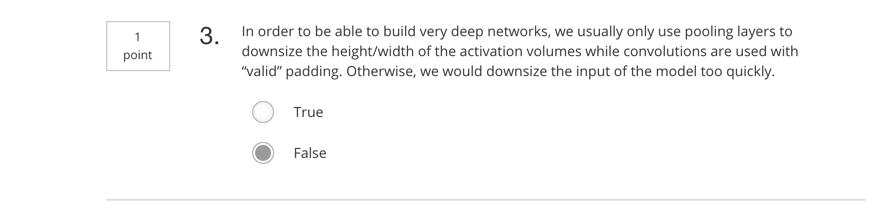 1
point
3.
In order to be able to build very deep networks, we usually only use pooling layers to
downsize the height/width of the activation volumes while convolutions are used with
“valid” padding. Otherwise, we would downsize the input of the model too quickly.
True
False